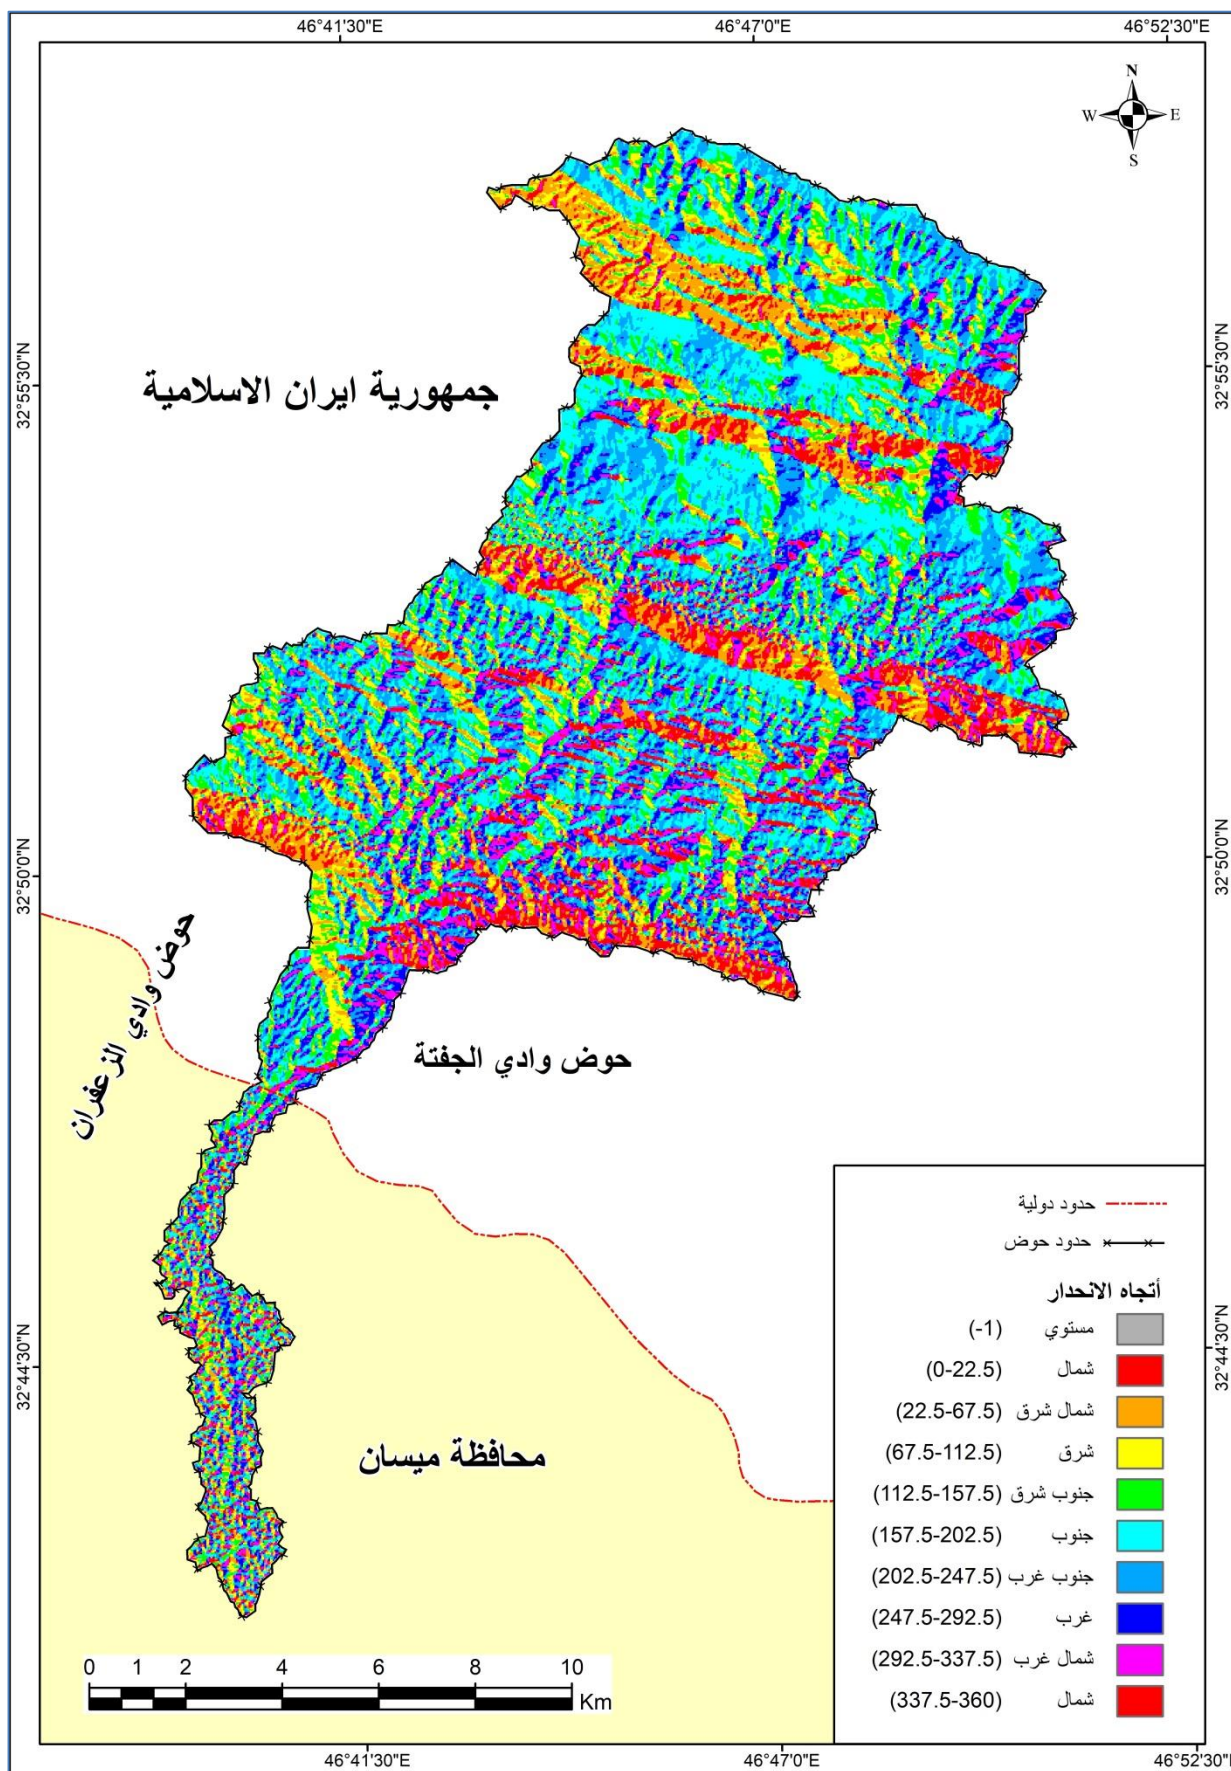 46°41'30"E
46°47'0"E
46°52'30"E
N
W
E
S
32°55'30"N
32°55'30"N
جمهورية ايران الاسلامية
32°50'0"N
32°50'0"N
حوض وادي الزعفران
حوض وادي الجفتة
حدود دولية
حدود حوض
أتجاه الانحدار
مستوي (-1)
شمال (0-22.5)
شمال شرق (22.5-67.5)
شرق (67.5-112.5)
جنوب شرق (112.5-157.5)
جنوب (157.5-202.5)
جنوب غرب (202.5-247.5)
غرب (247.5-292.5)
شمال غرب (292.5-337.5)
شمال (337.5-360)
32°44'30"N
32°44'30"N
محافظة ميسان
0 1 2 4 6 8 10
Km
46°41'30"E
46°47'0"E
46°52'30"E